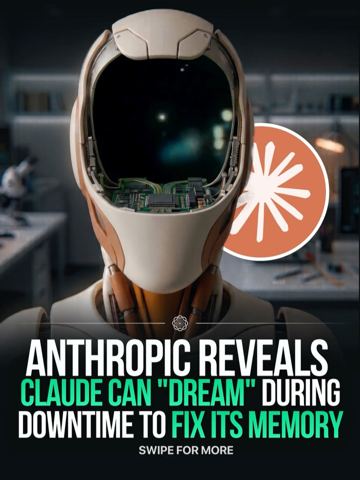 ANTHROPIC REVEALS
CLAUDE CAN "DREAM" DURING
DOWNTIME TO FIX ITS MEMORY
SWIPE FOR MORE